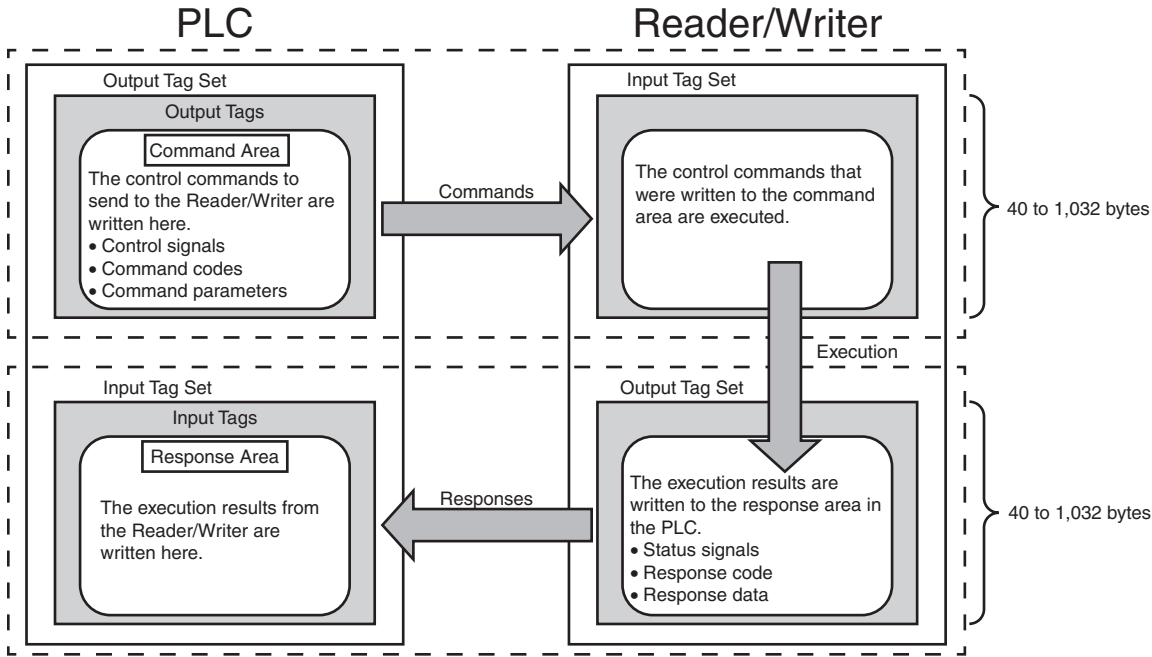 PLC
Reader/Writer
Output Tag Set
Output Tags
Command Area
The control commands to
send to the Reader/Writer are
written here.
• Control signals
• Command codes
• Command parameters
Commands
Input Tag Set
The control commands that
were written to the command
area are executed.
40 to 1,032 bytes
Execution
Input Tag Set
Input Tags
Response Area
The execution results from
the Reader/Writer are
written here.
Responses
Output Tag Set
The execution results are
written to the response area in
the PLC.
• Status signals
• Response code
• Response data
40 to 1,032 bytes